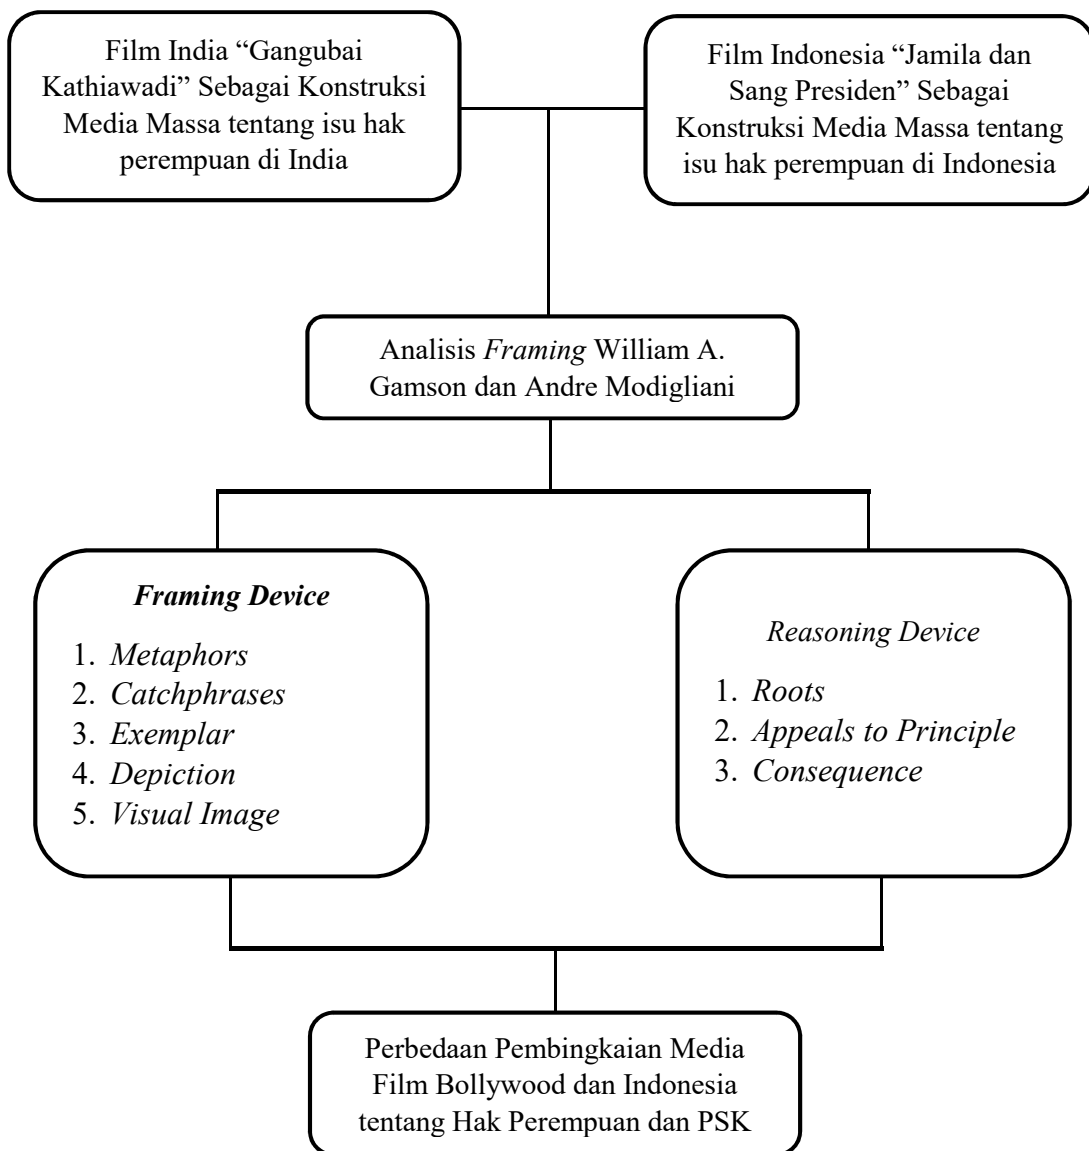 Film India “Gangubai
Kathiawadi” Sebagai Konstruksi
Media Massa tentang isu hak
perempuan di India
Film Indonesia “Jamila dan
Sang Presiden” Sebagai
Konstruksi Media Massa tentang
isu hak perempuan di Indonesia
Analisis Framing William A.
Gamson dan Andre Modigliani
Framing Device
1. Metaphors
2. Catchphrases
3. Exemplar
4. Depiction
5. Visual Image
Reasoning Device
1. Roots
2. Appeals to Principle
3. Consequence
Perbedaan Pembingkaian Media
Film Bollywood dan Indonesia
tentang Hak Perempuan dan PSK